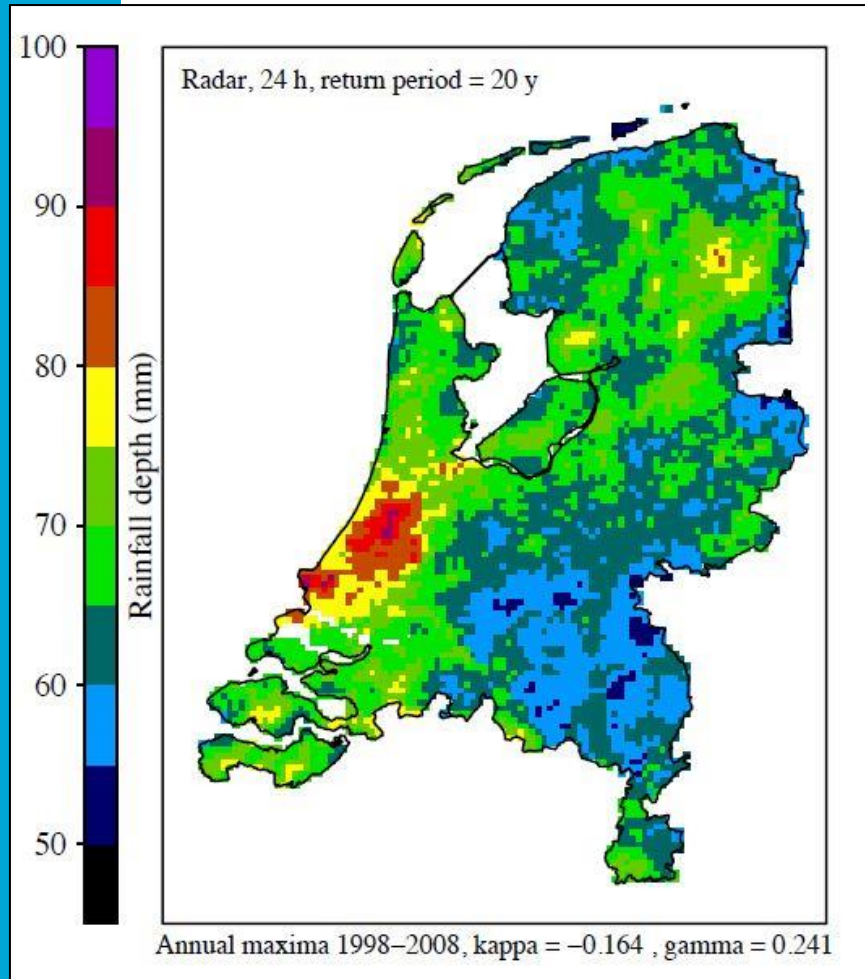 100
90
80
70
60
50
Rainfall depth (mm)
Radar, 24 h, return period = 20 y
Annual maxima 1998–2008, kappa = −0.164 , gamma = 0.241